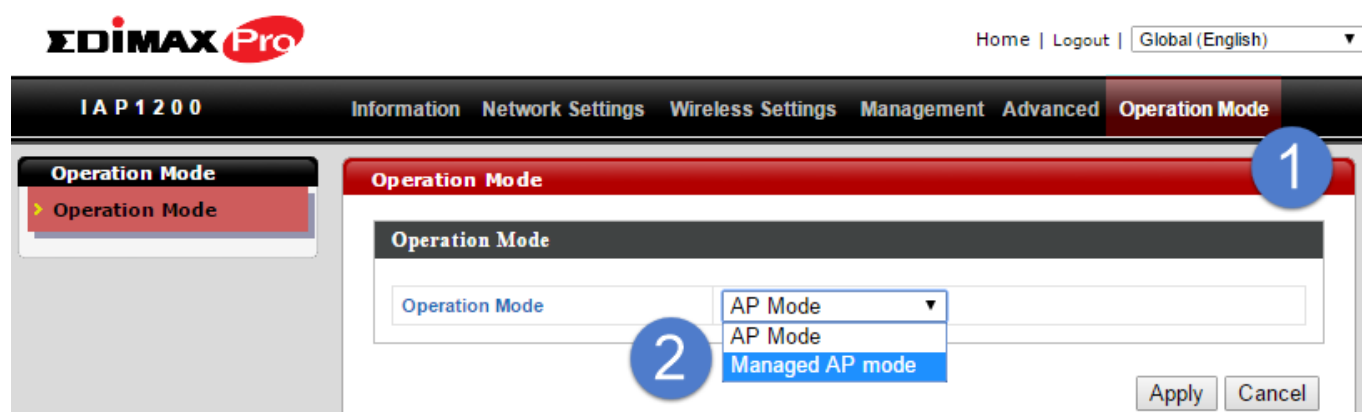 EDIMAX Pro
Home | Logout | Global (English)
IAP1200 Information Network Settings Wireless Settings Management Advanced Operation Mode
1
Operation Mode
Operation Mode
Operation Mode
Operation Mode
Operation Mode AP Mode
AP Mode
2
Managed AP mode
Apply Cancel